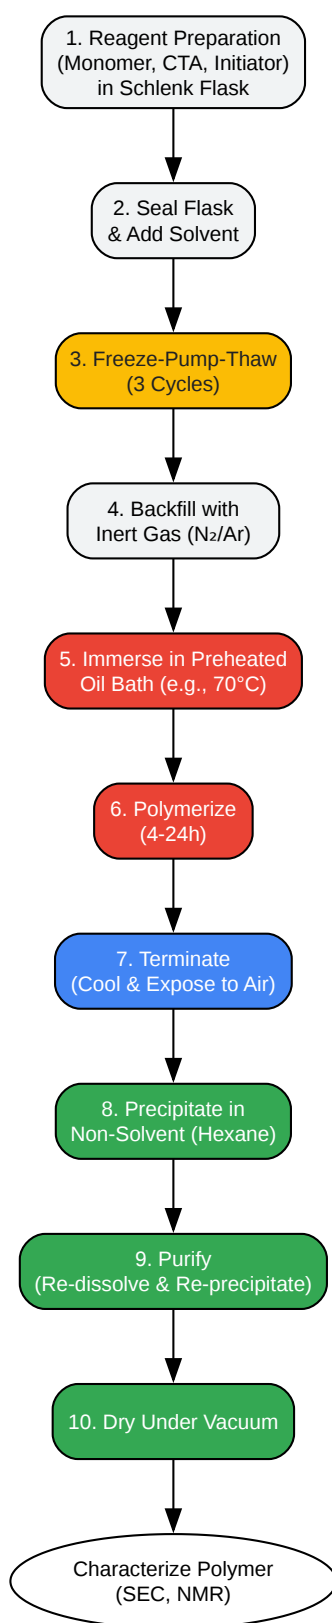 1. Reagent Preparation
(Monomer, CTA, Initiator)
in Schlenk Flask
2. Seal Flask
& Add Solvent
3. Freeze-Pump-Thaw
(3 Cycles)
4. Backfill with
Inert Gas (N₂/Ar)
5. Immerse in Preheated
Oil Bath (e.g., 70°C)
6. Polymerize
(4-24h)
7. Terminate
(Cool & Expose to Air)
8. Precipitate in
Non-Solvent (Hexane)
9. Purify
(Re-dissolve & Re-precipitate)
10. Dry Under Vacuum
Characterize Polymer
(SEC, NMR)